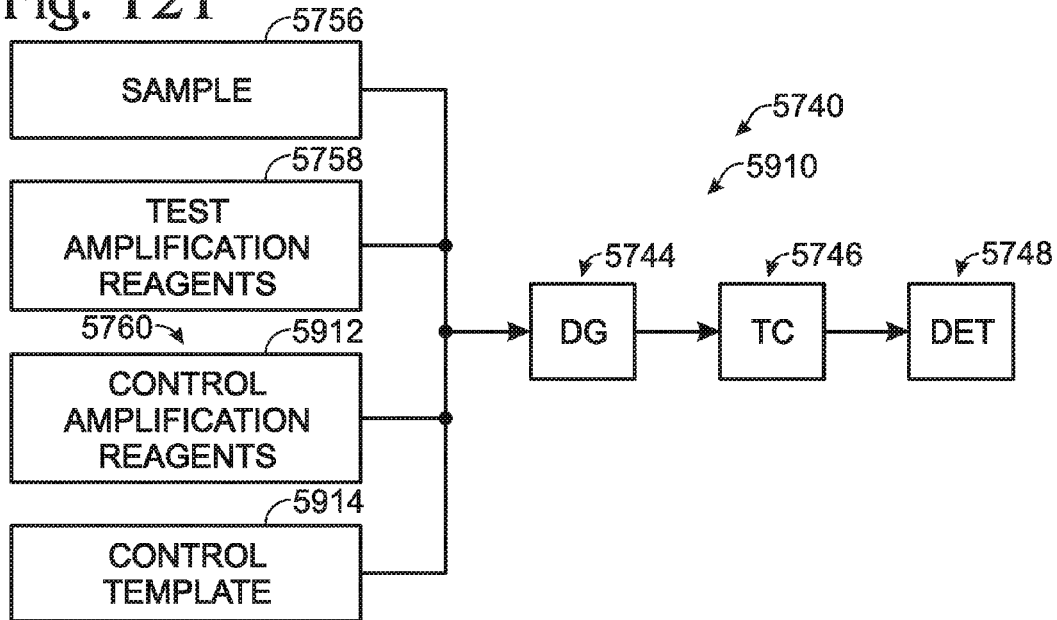 Fig. 121
5756
SAMPLE
5740
5758
5910
TEST
AMPLIFICATION
REAGENTS
5744
5746
5748
5760
5912
DG
TC
DET
CONTROL
AMPLIFICATION
REAGENTS
5914
CONTROL
TEMPLATE